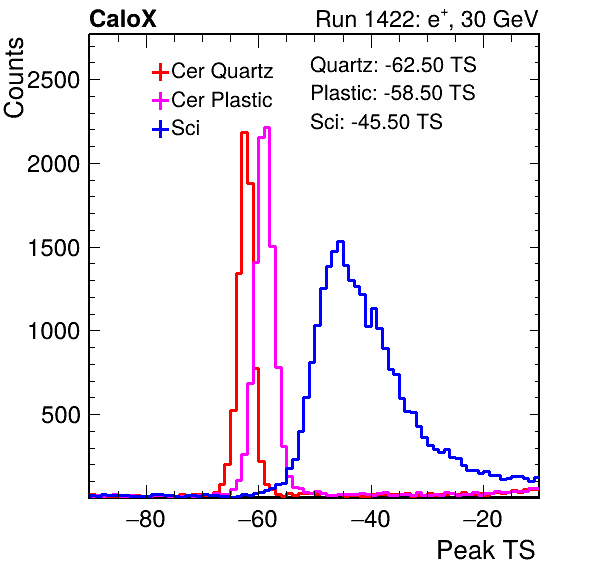 CaloX Run 1422: e⁺, 30 GeV
Counts
2500
2000
1500
1000
500
Cer Quartz
Cer Plastic
Sci
Quartz: -62.50 TS
Plastic: -58.50 TS
Sci: -45.50 TS
−80 −60 −40 −20
Peak TS